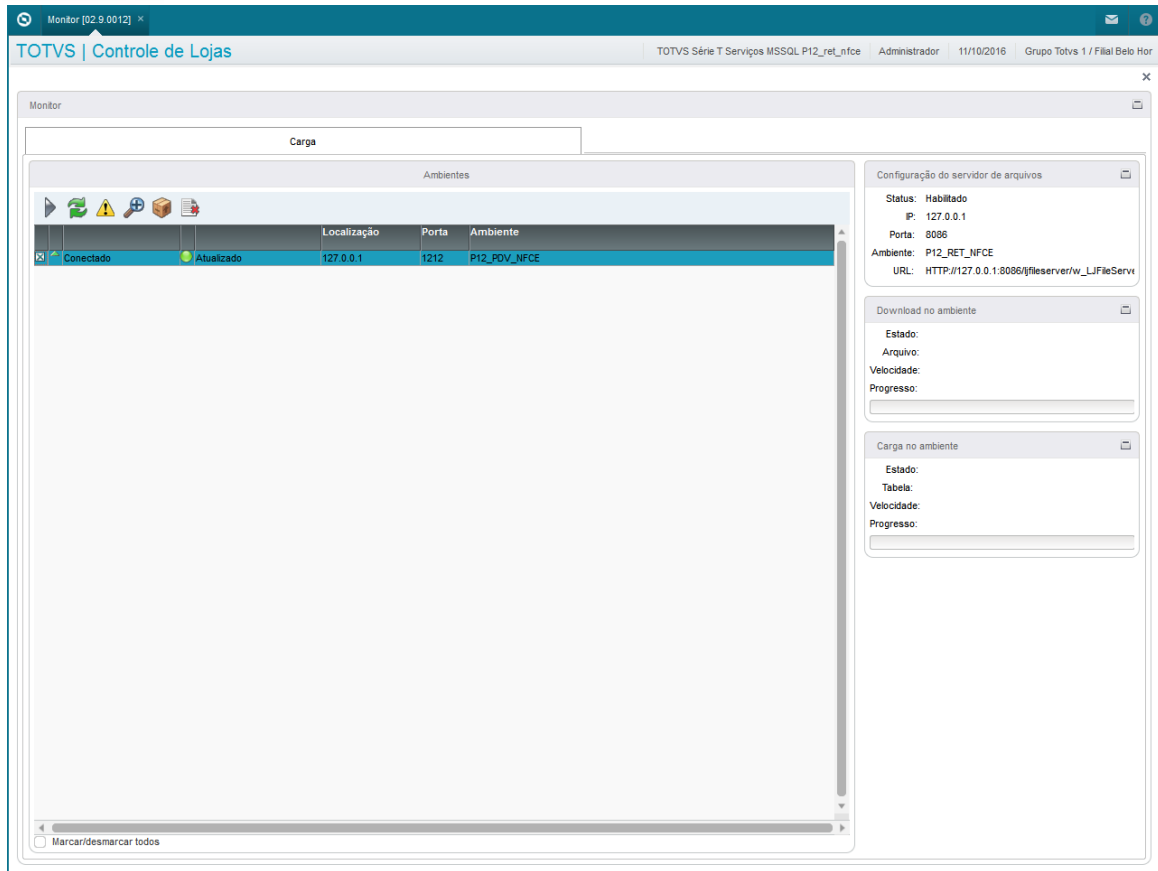 Monitor [02.9.0012] ×
TOTVS | Controle de Lojas
TOTVS Série T Serviços MSSQL P12_ret_nfce Administrador 11/10/2016 Grupo Totvs 1 / Filial Belo Hor
Monitor
Carga
Ambientes
Localização Porta Ambiente
Conectado Atualizado 127.0.0.1 1212 P12_PDV_NFCE
Marcar/desmarcar todos
Configuração do servidor de arquivos
Status: Habilitado
IP: 127.0.0.1
Porta: 8086
Ambiente: P12_RET_NFCE
URL: HTTP://127.0.0.1:8086/ljfileserver/w_LJFileServe
Download no ambiente
Estado:
Arquivo:
Velocidade:
Progresso:
Carga no ambiente
Estado:
Tabela:
Velocidade:
Progresso: